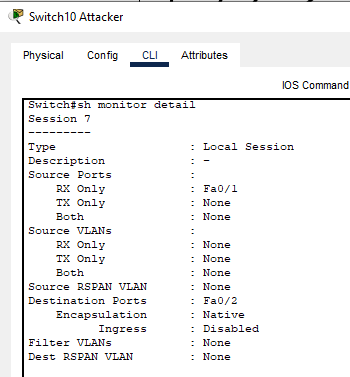 Switch10 Attacker
Physical Config CLI Attributes
IOS Command
Switch#sh monitor detail
Session 7
---------
Type : Local Session
Description : -
Source Ports :
RX Only : Fa0/1
TX Only : None
Both : None
Source VLANs :
RX Only : None
TX Only : None
Both : None
Source RSPAN VLAN : None
Destination Ports : Fa0/2
Encapsulation : Native
Ingress : Disabled
Filter VLANs : None
Dest RSPAN VLAN : None